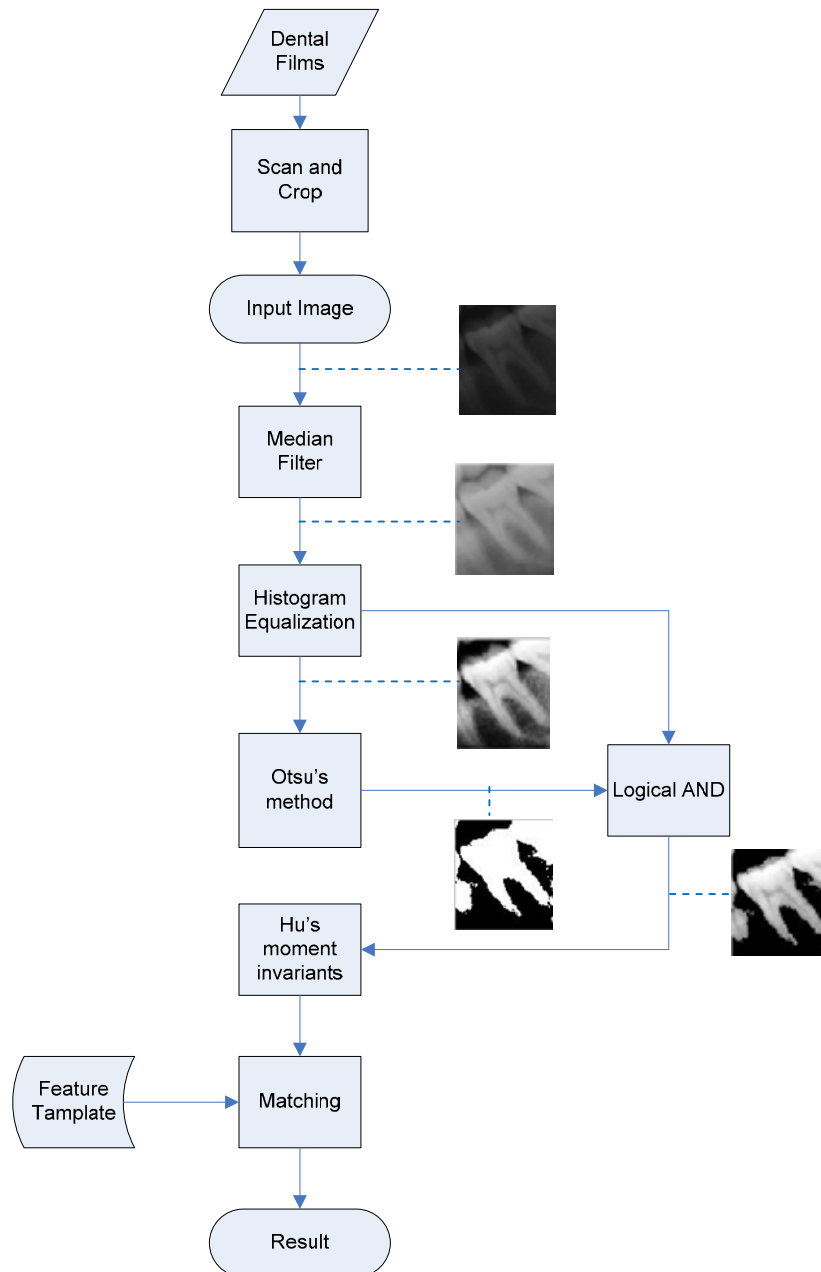 Dental
Films
Scan and
Crop
Input Image
Median
Filter
Histogram
Equalization
Otsu's
method
Logical AND
Hu's
moment
invariants
Feature
Tamplate
Matching
Result